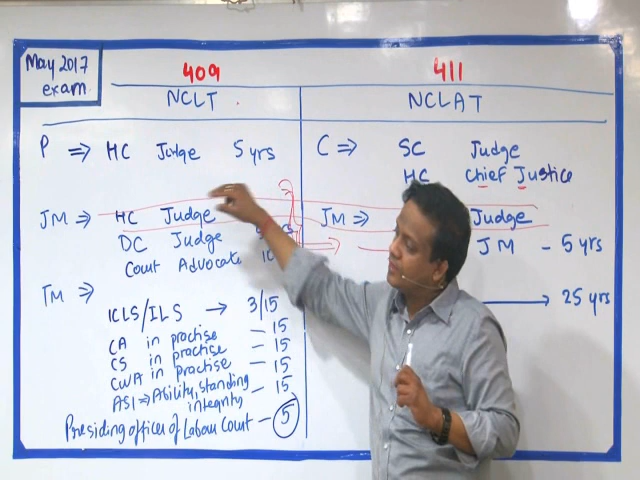 May 2017
exam
409
411
NCLT
NCLAT
P ⇒ HC Judge 5 yrs
C ⇒ SC Judge
HC Chief Justice
JM ⇒ HC Judge
DC Judge
Court Advocate 10
JM ⇒ Judge
JM - 5 yrs
→ 25 yrs
TM ⇒
ICLS/ILS → 3/15
CA in practise - 15
CS in practise - 15
CWA in practise - 15
ASI ⇒ Ability, standing - 15
integrity
Presiding officer of Labour Court - 5